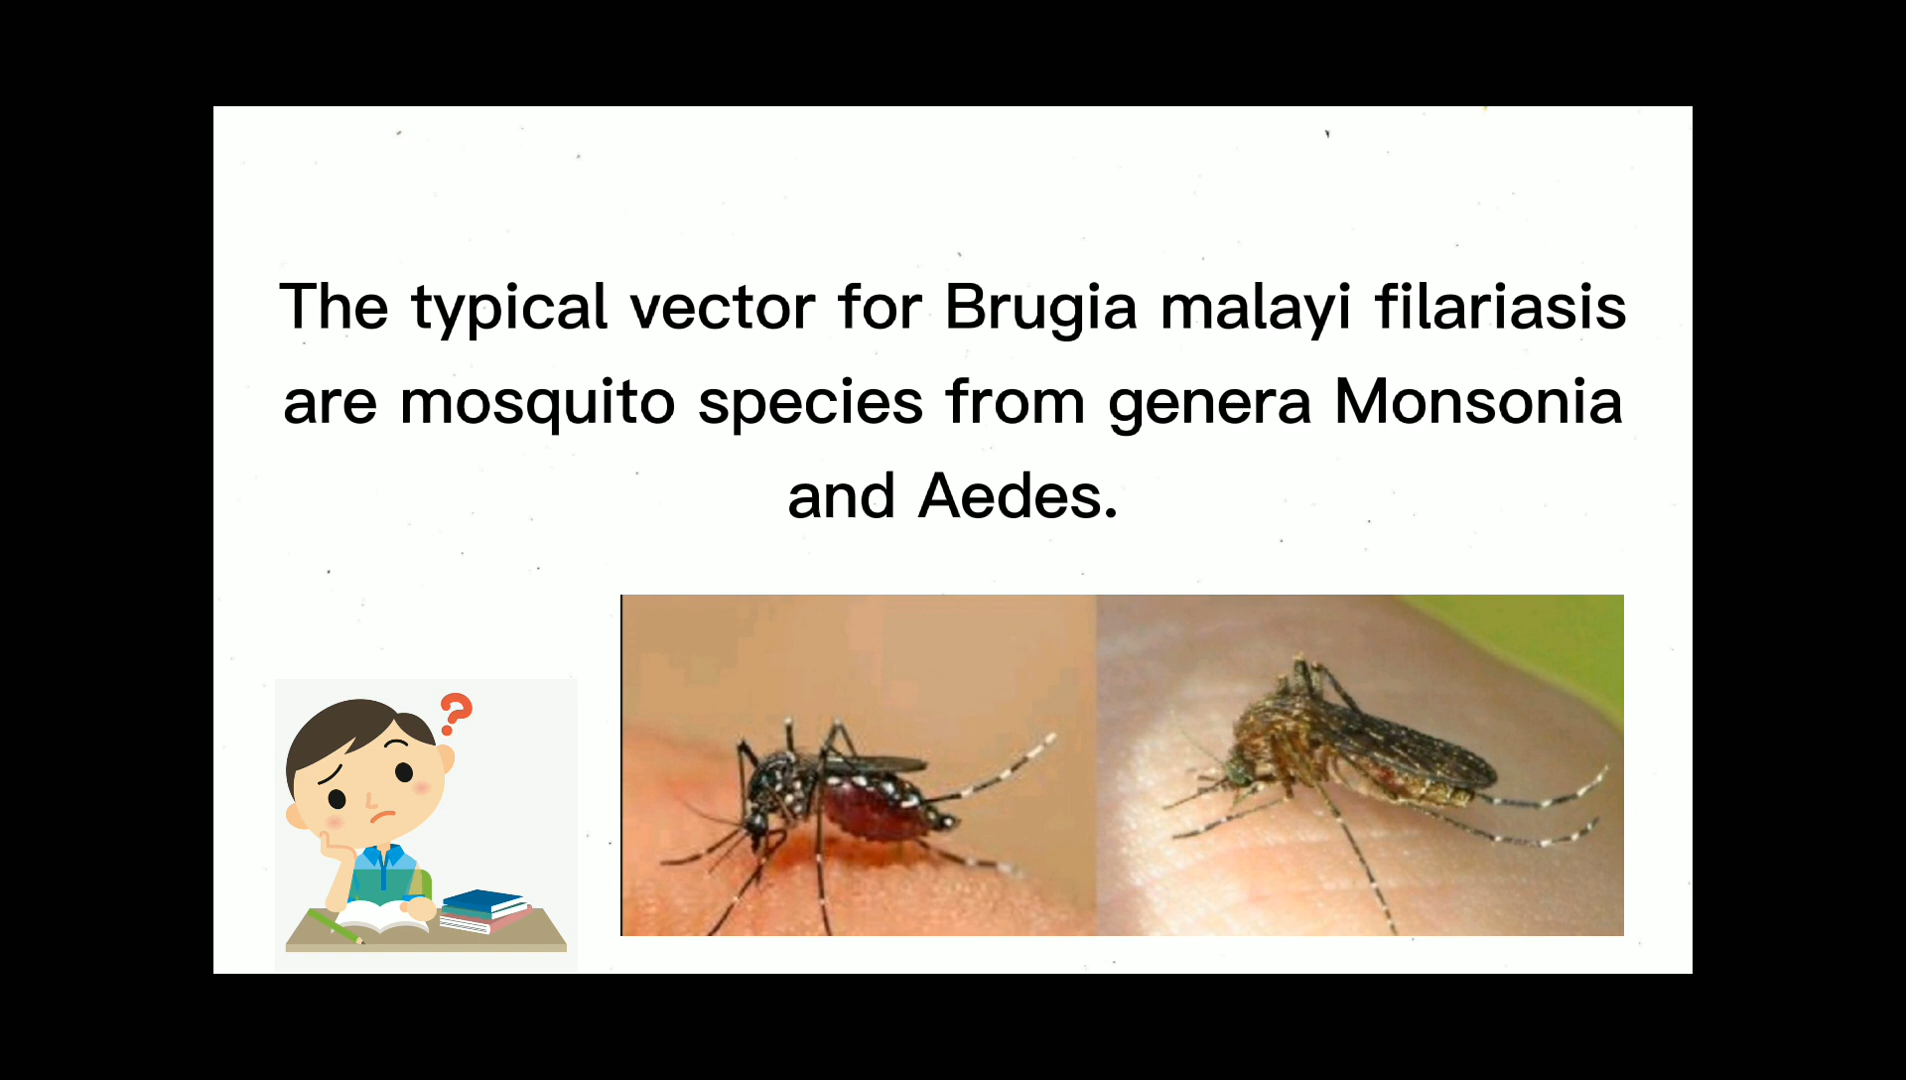 The typical vector for Brugia malayi filariasis
are mosquito species from genera Monsonia
and Aedes.
?